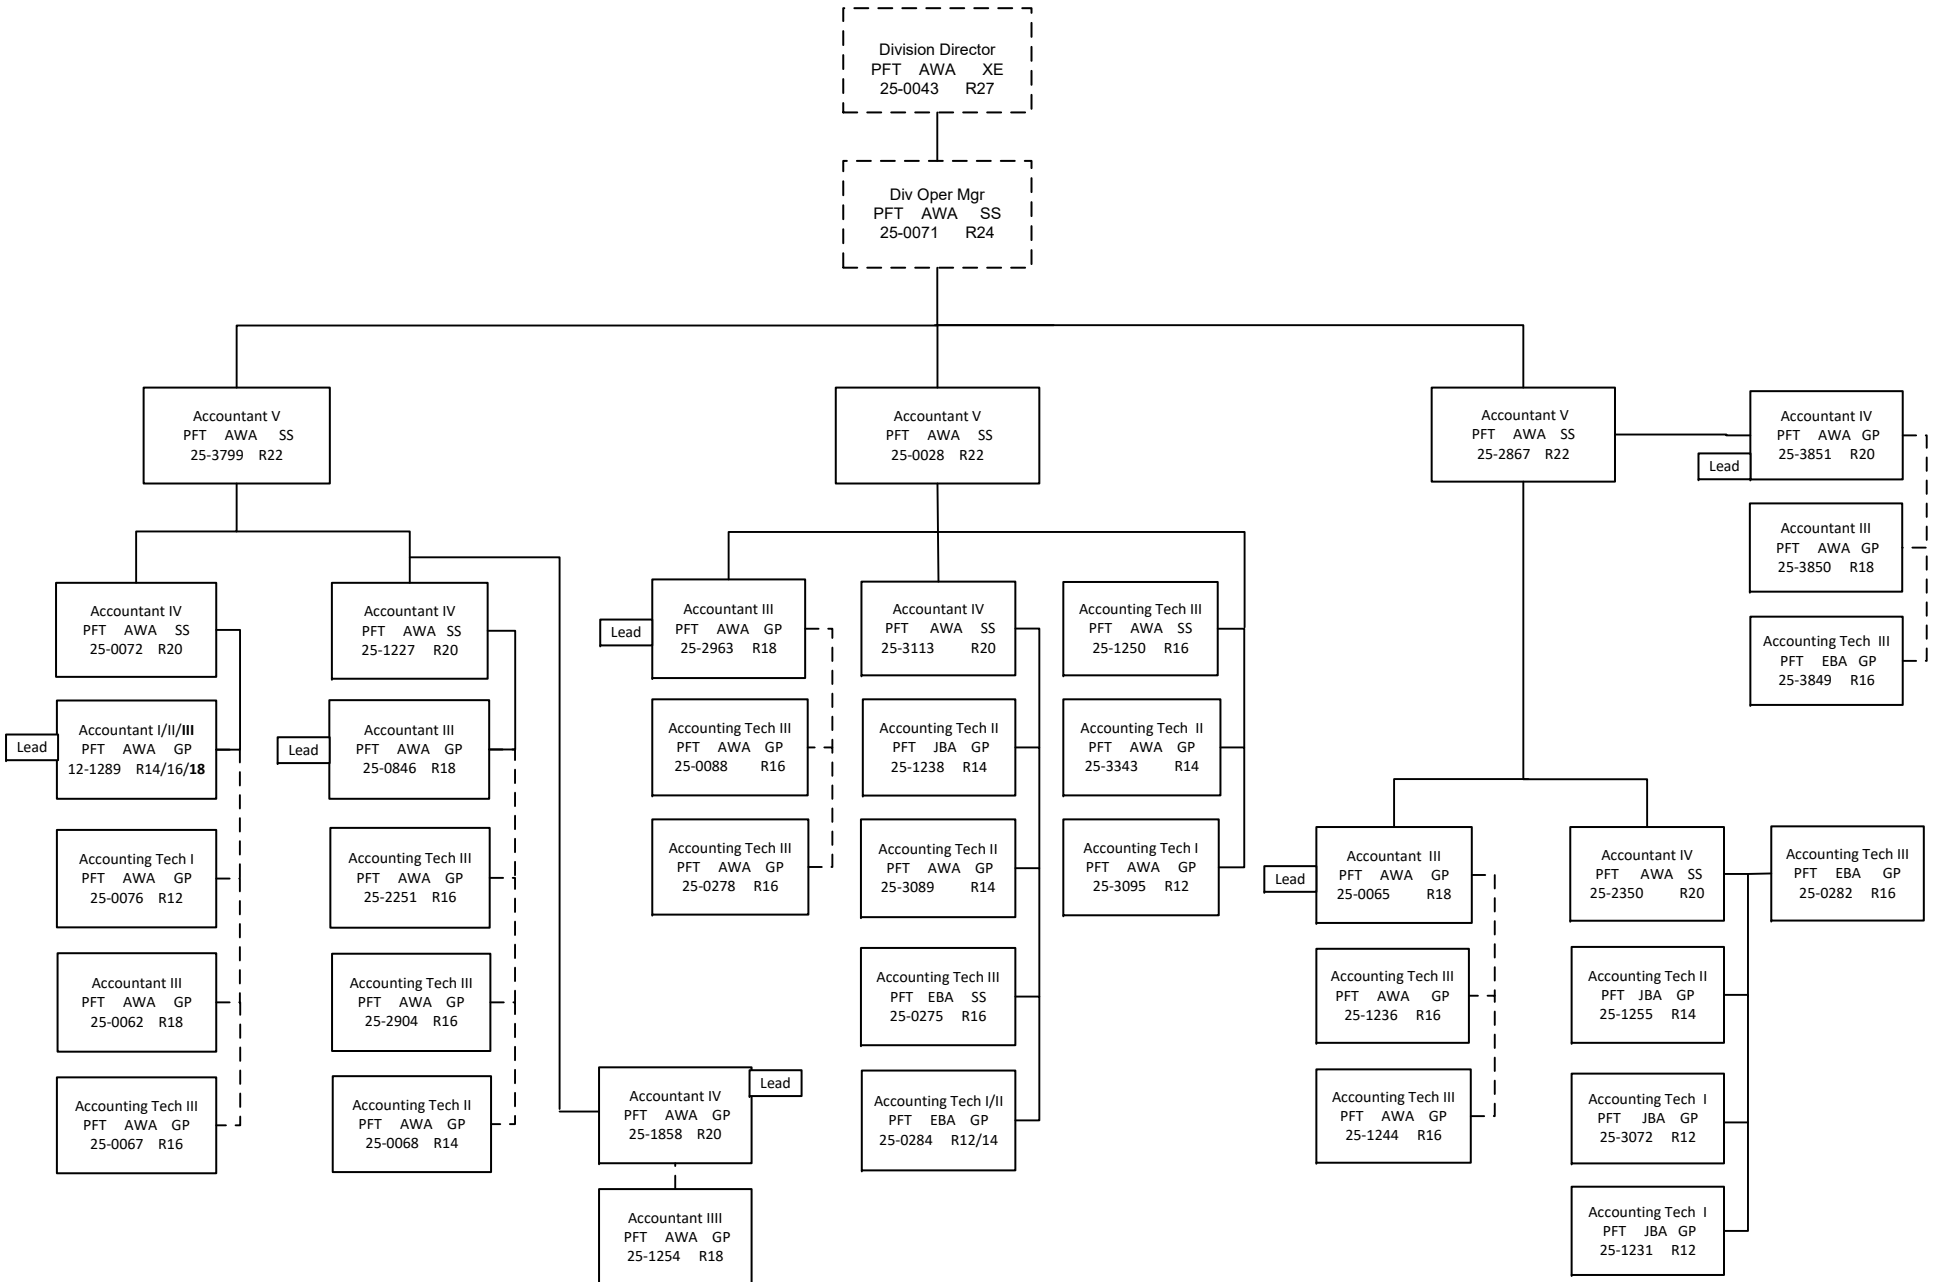 Division Director
PFT AWA XE
25-0043 R27
Div Oper Mgr
PFT AWA SS
25-0071 R24
Accountant V
PFT AWA SS
25-3799 R22
Accountant V
PFT AWA SS
25-0028 R22
Accountant V
PFT AWA SS
25-2867 R22
Accountant IV
PFT AWA GP
25-3851 R20
Lead
Accountant III
PFT AWA GP
25-3850 R18
Accounting Tech III
PFT EBA GP
25-3849 R16
Accountant IV
PFT AWA SS
25-0072 R20
Lead
Accountant I/II/III
PFT AWA GP
12-1289 R14/16/18
Accounting Tech I
PFT AWA GP
25-0076 R12
Accountant III
PFT AWA GP
25-0062 R18
Accounting Tech III
PFT AWA GP
25-0067 R16
Accountant IV
PFT AWA SS
25-1227 R20
Lead
Accountant III
PFT AWA GP
25-0846 R18
Accounting Tech III
PFT AWA GP
25-2251 R16
Accounting Tech III
PFT AWA GP
25-2904 R16
Accounting Tech II
PFT AWA GP
25-0068 R14
Accountant IV
PFT AWA GP
25-1858 R20
Lead
Accountant IIII
PFT AWA GP
25-1254 R18
Lead
Accountant III
PFT AWA GP
25-2963 R18
Accounting Tech III
PFT AWA GP
25-0088 R16
Accounting Tech III
PFT AWA GP
25-0278 R16
Accountant IV
PFT AWA SS
25-3113 R20
Accounting Tech II
PFT JBA GP
25-1238 R14
Accounting Tech II
PFT AWA GP
25-3089 R14
Accounting Tech III
PFT EBA SS
25-0275 R16
Accounting Tech I/II
PFT EBA GP
25-0284 R12/14
Accounting Tech III
PFT AWA SS
25-1250 R16
Accounting Tech II
PFT AWA GP
25-3343 R14
Accounting Tech I
PFT AWA GP
25-3095 R12
Lead
Accountant III
PFT AWA GP
25-0065 R18
Accounting Tech III
PFT AWA GP
25-1236 R16
Accounting Tech III
PFT AWA GP
25-1244 R16
Accountant IV
PFT AWA SS
25-2350 R20
Accounting Tech III
PFT EBA GP
25-0282 R16
Accounting Tech II
PFT JBA GP
25-1255 R14
Accounting Tech I
PFT JBA GP
25-3072 R12
Accounting Tech I
PFT JBA GP
25-1231 R12